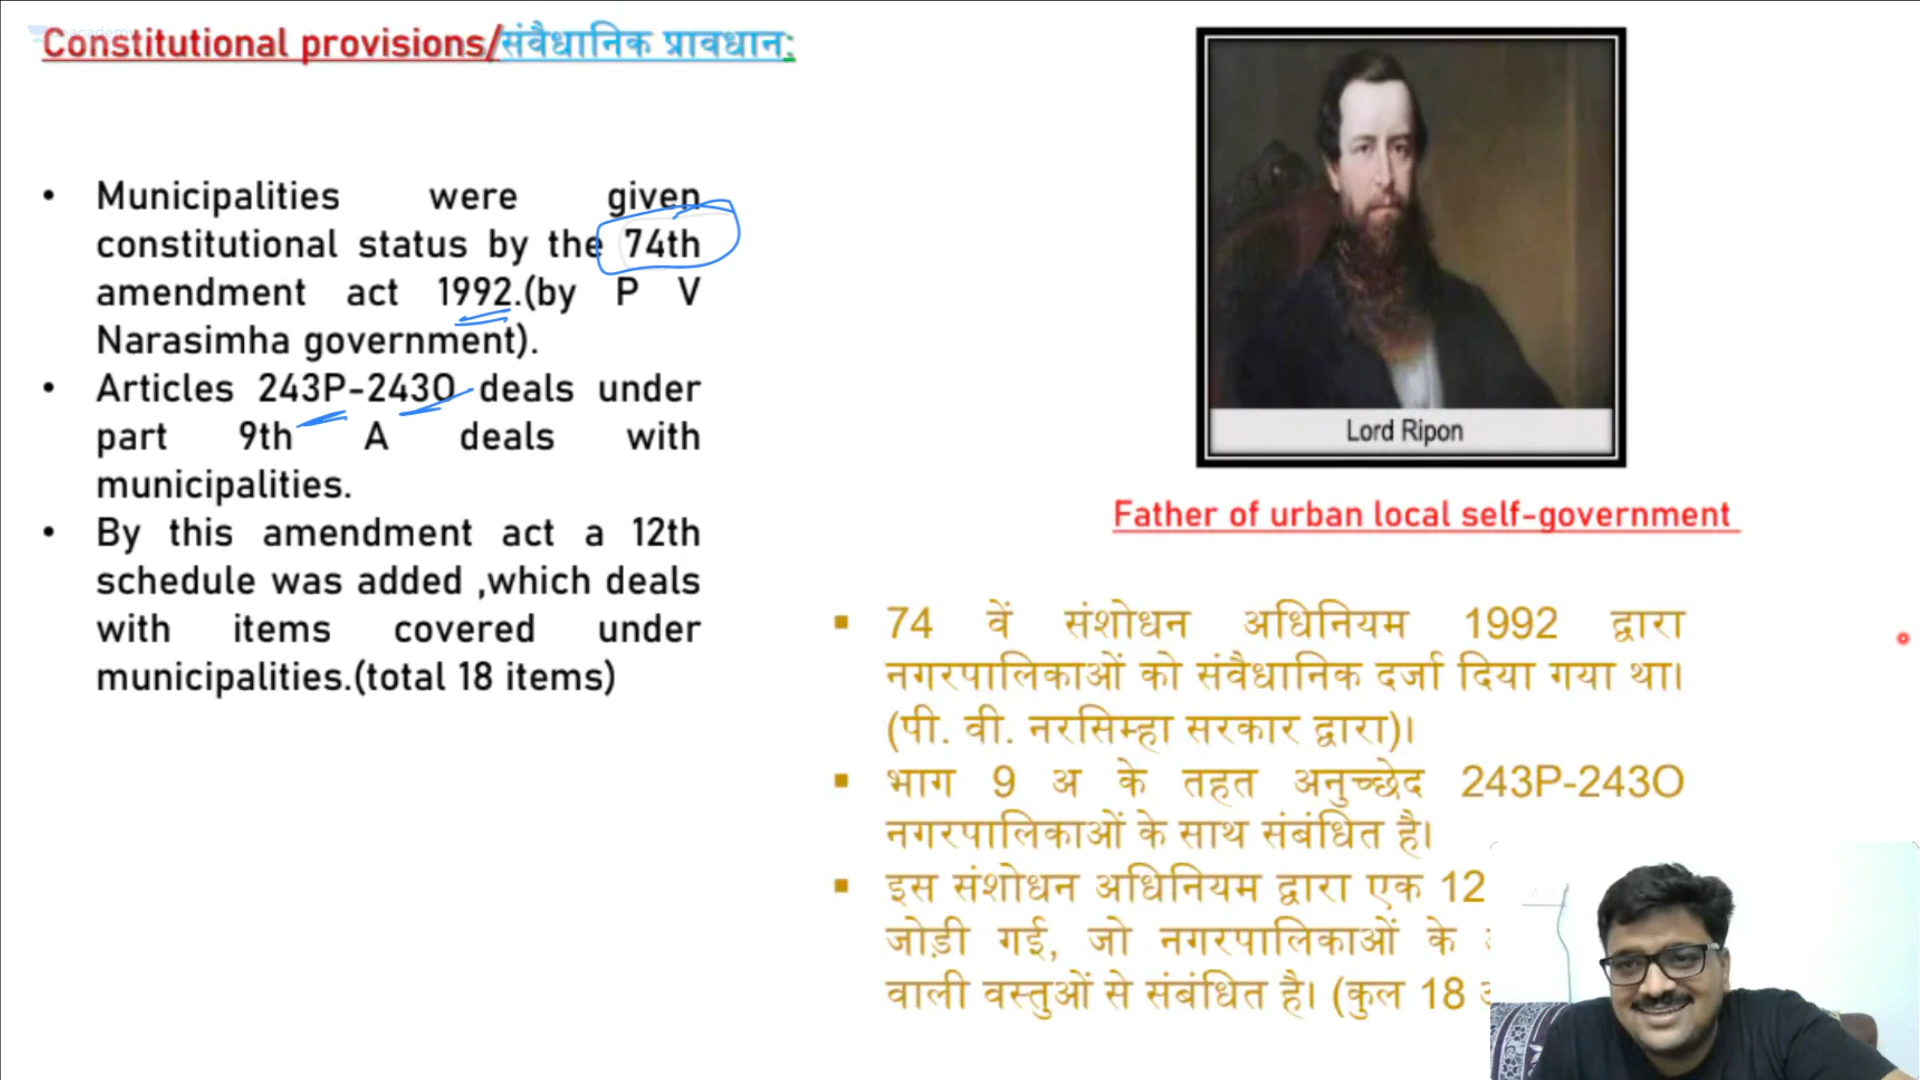 Constitutional provisions/संवैधानिक प्रावधान:
• Municipalities were given
constitutional status by the 74th
amendment act 1992.(by P V
Narasimha government).
• Articles 243P-243O deals under
part 9th A deals with
municipalities.
• By this amendment act a 12th
schedule was added ,which deals
with items covered under
municipalities.(total 18 items)
Lord Ripon
Father of urban local self-government
▪ 74 वें संशोधन अधिनियम 1992 द्वारा
नगरपालिकाओं को संवैधानिक दर्जा दिया गया था।
(पी. वी. नरसिम्हा सरकार द्वारा)।
▪ भाग 9 अ के तहत अनुच्छेद 243P-243O
नगरपालिकाओं के साथ संबंधित है।
▪ इस संशोधन अधिनियम द्वारा एक 12
जोड़ी गई, जो नगरपालिकाओं के
वाली वस्तुओं से संबंधित है। (कुल 18